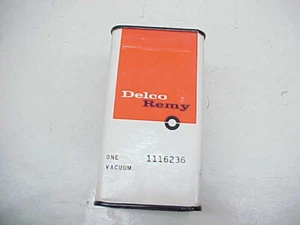 Delco
Remy
ONE 1116236
VACUUM